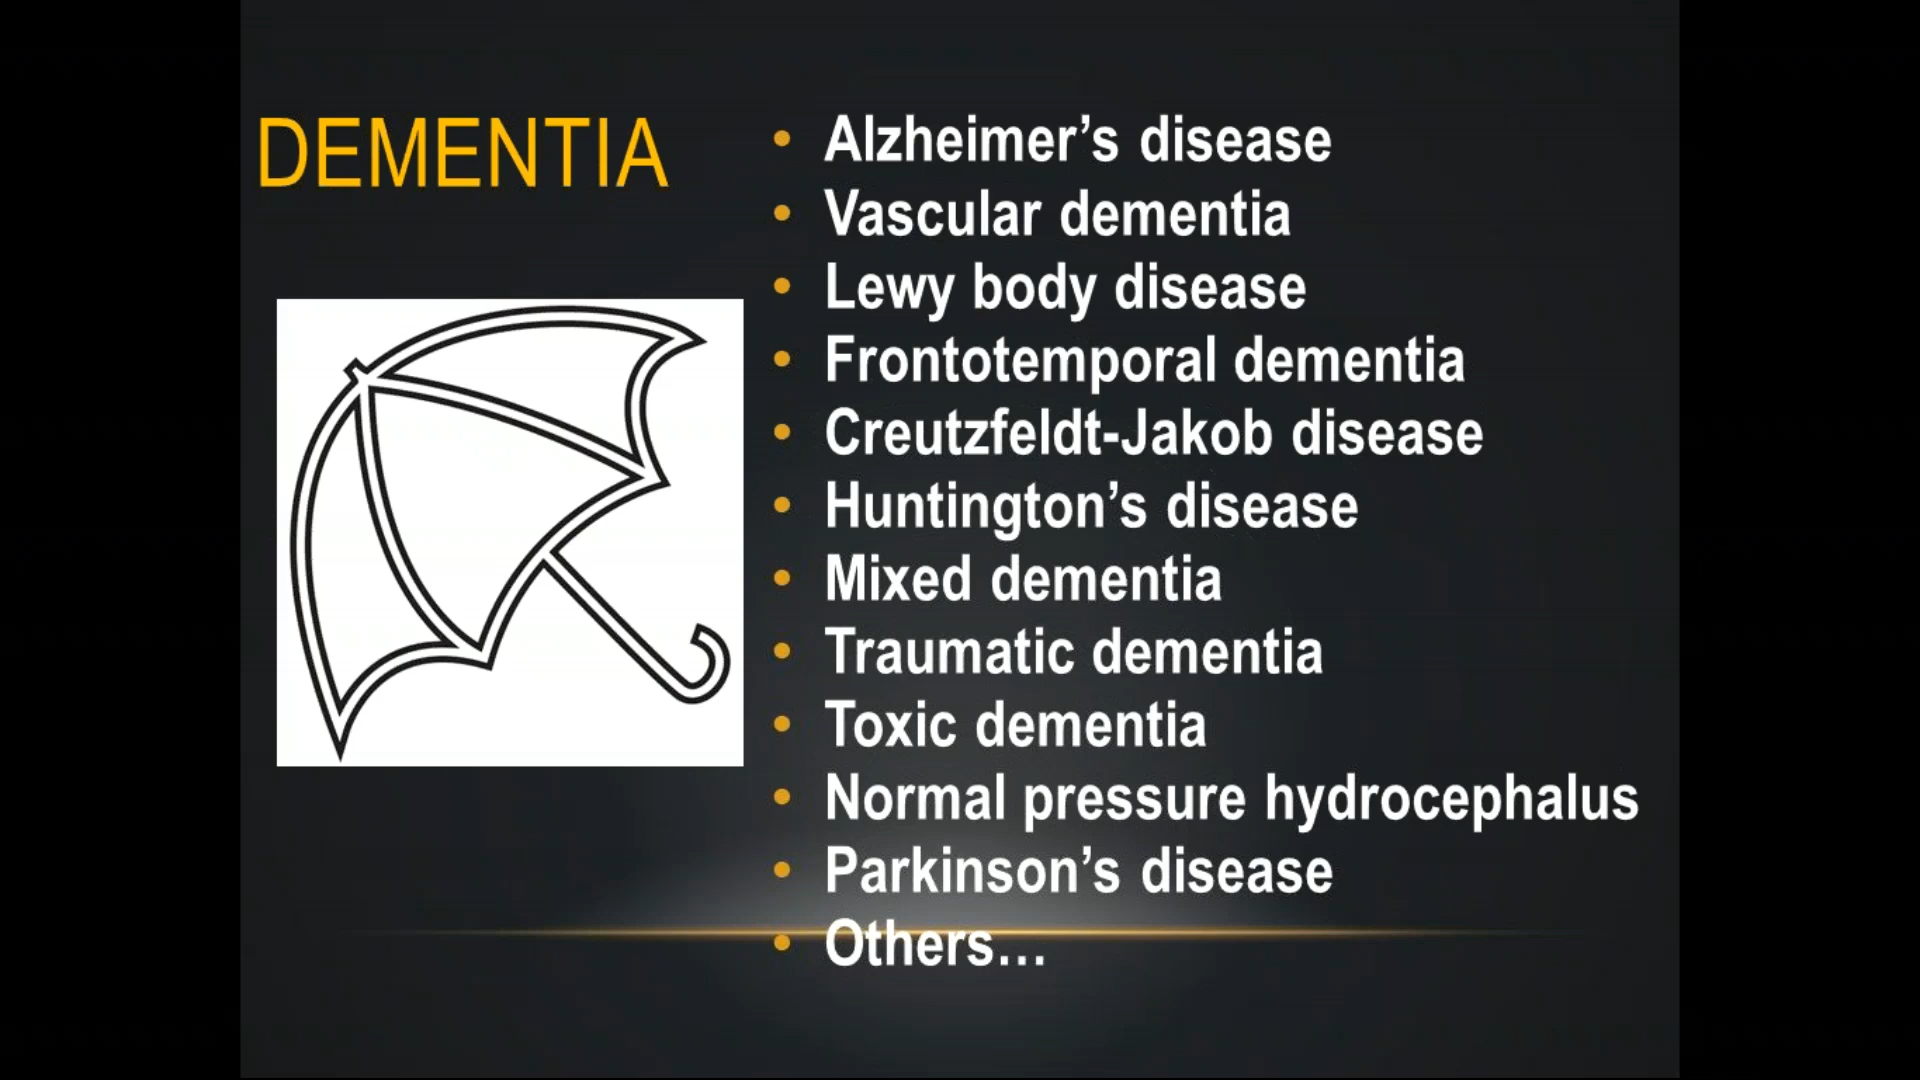 DEMENTIA
• Alzheimer’s disease
• Vascular dementia
• Lewy body disease
• Frontotemporal dementia
• Creutzfeldt-Jakob disease
• Huntington’s disease
• Mixed dementia
• Traumatic dementia
• Toxic dementia
• Normal pressure hydrocephalus
• Parkinson’s disease
• Others…